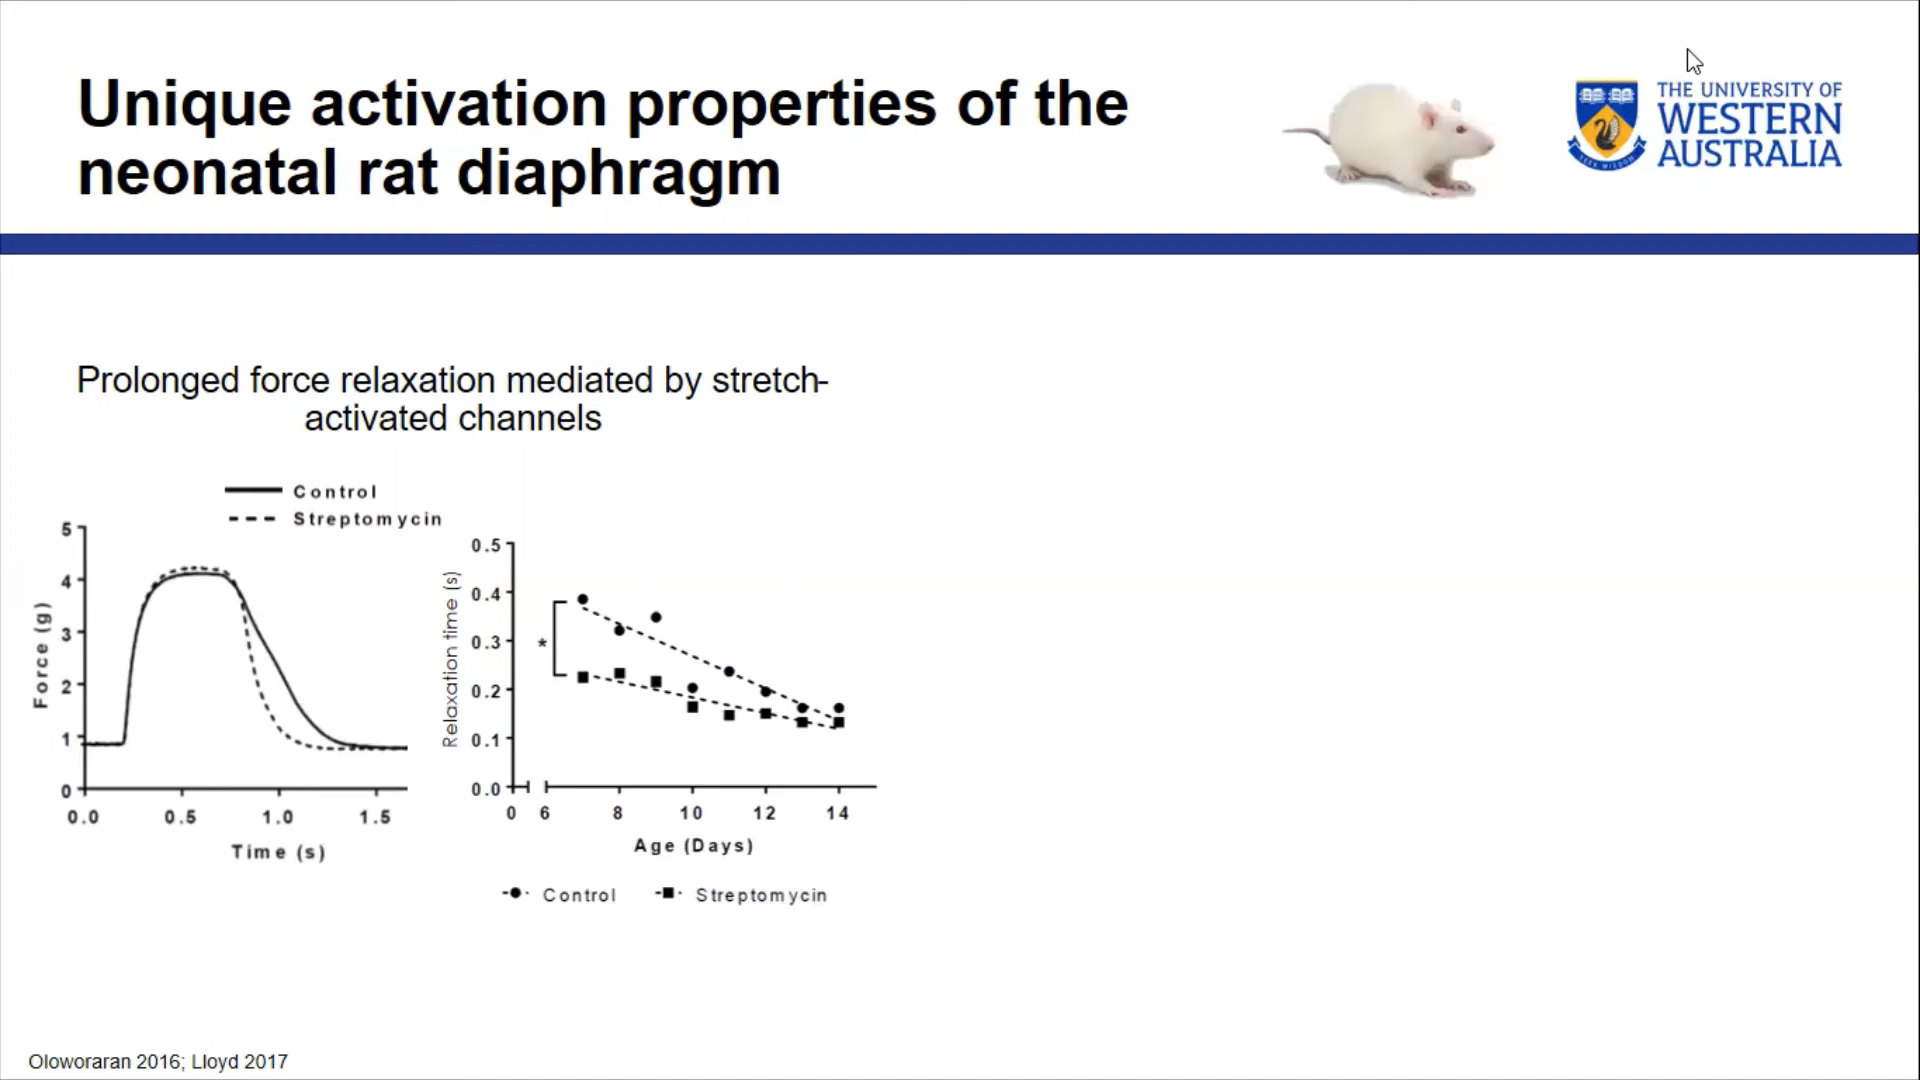 Unique activation properties of the
neonatal rat diaphragm
THE UNIVERSITY OF
WESTERN
AUSTRALIA
SEEK WISDOM
Prolonged force relaxation mediated by stretch-
activated channels
Control
Streptomycin
5
4
3
2
1
0
Force (g)
0.0 0.5 1.0 1.5
Time (s)
0.5
0.4
0.3
0.2
0.1
0.0
Relaxation time (s)
*
0 6 8 10 12 14
Age (Days)
Control Streptomycin
Oloworaran 2016; Lloyd 2017